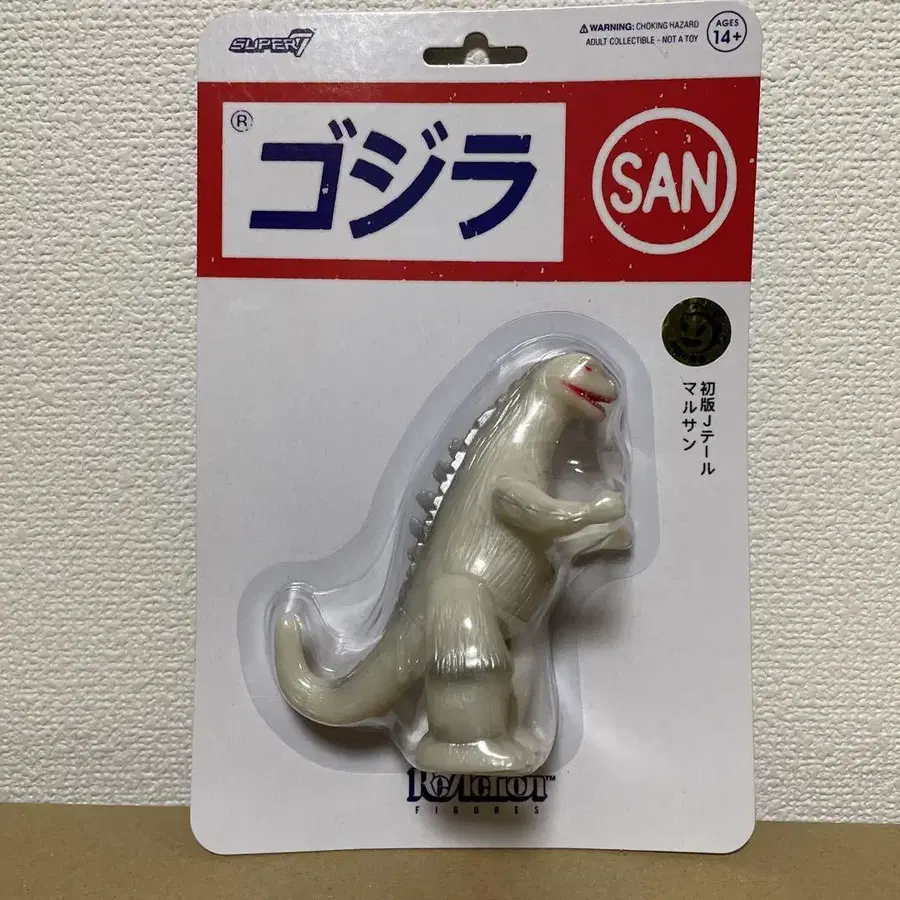 SUPER7
⚠ WARNING: CHOKING HAZARD
ADULT COLLECTIBLE - NOT A TOY
AGES
14+
®
ゴジラ
SAN
初版Jテール
マルサン
ReAction™
FIGURES